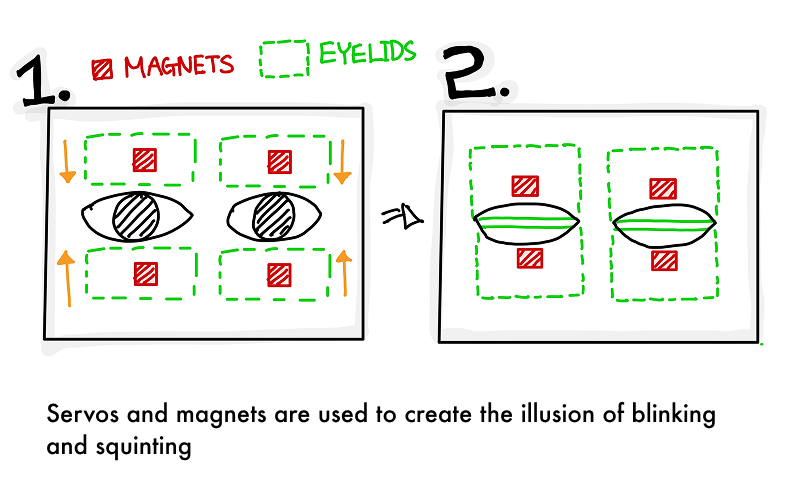 1.
MAGNETS
EYELIDS
2.
Servos and magnets are used to create the illusion of blinking
and squinting